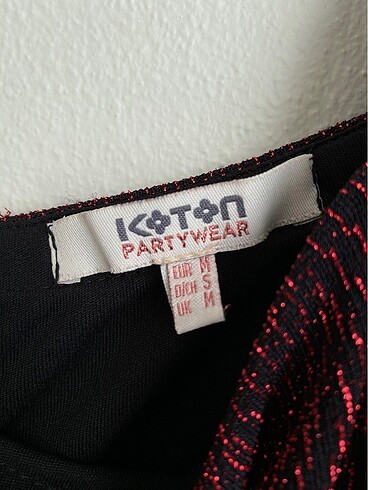 KOTON
PARTYWEAR
EUR M
D/CH S
UK M